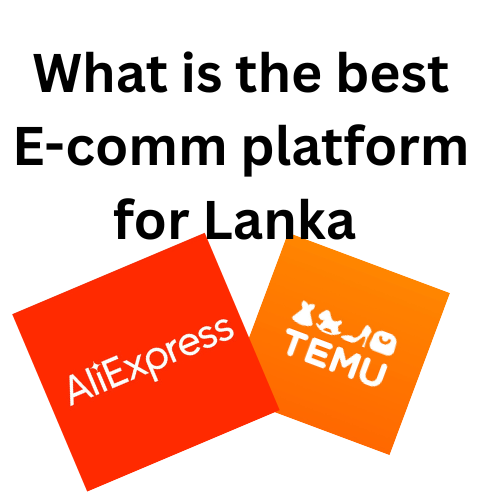 What is the best
E-comm platform
for Lanka
AliExpress
TEMU